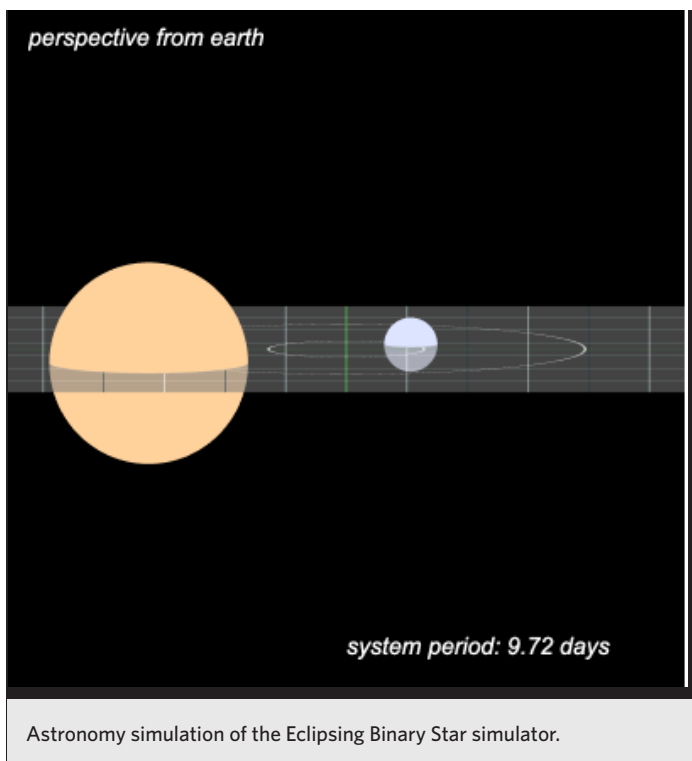 perspective from earth
system period: 9.72 days
Astronomy simulation of the Eclipsing Binary Star simulator.